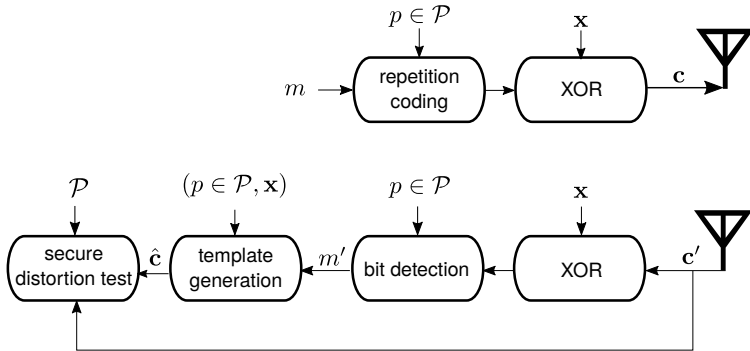 p ∈ 𝒫
𝐱
m
repetition
coding
XOR
𝐜
𝒫
(p ∈ 𝒫, 𝐱)
p ∈ 𝒫
𝐱
secure
distortion test
𝐜̂
template
generation
m′
bit detection
XOR
𝐜′